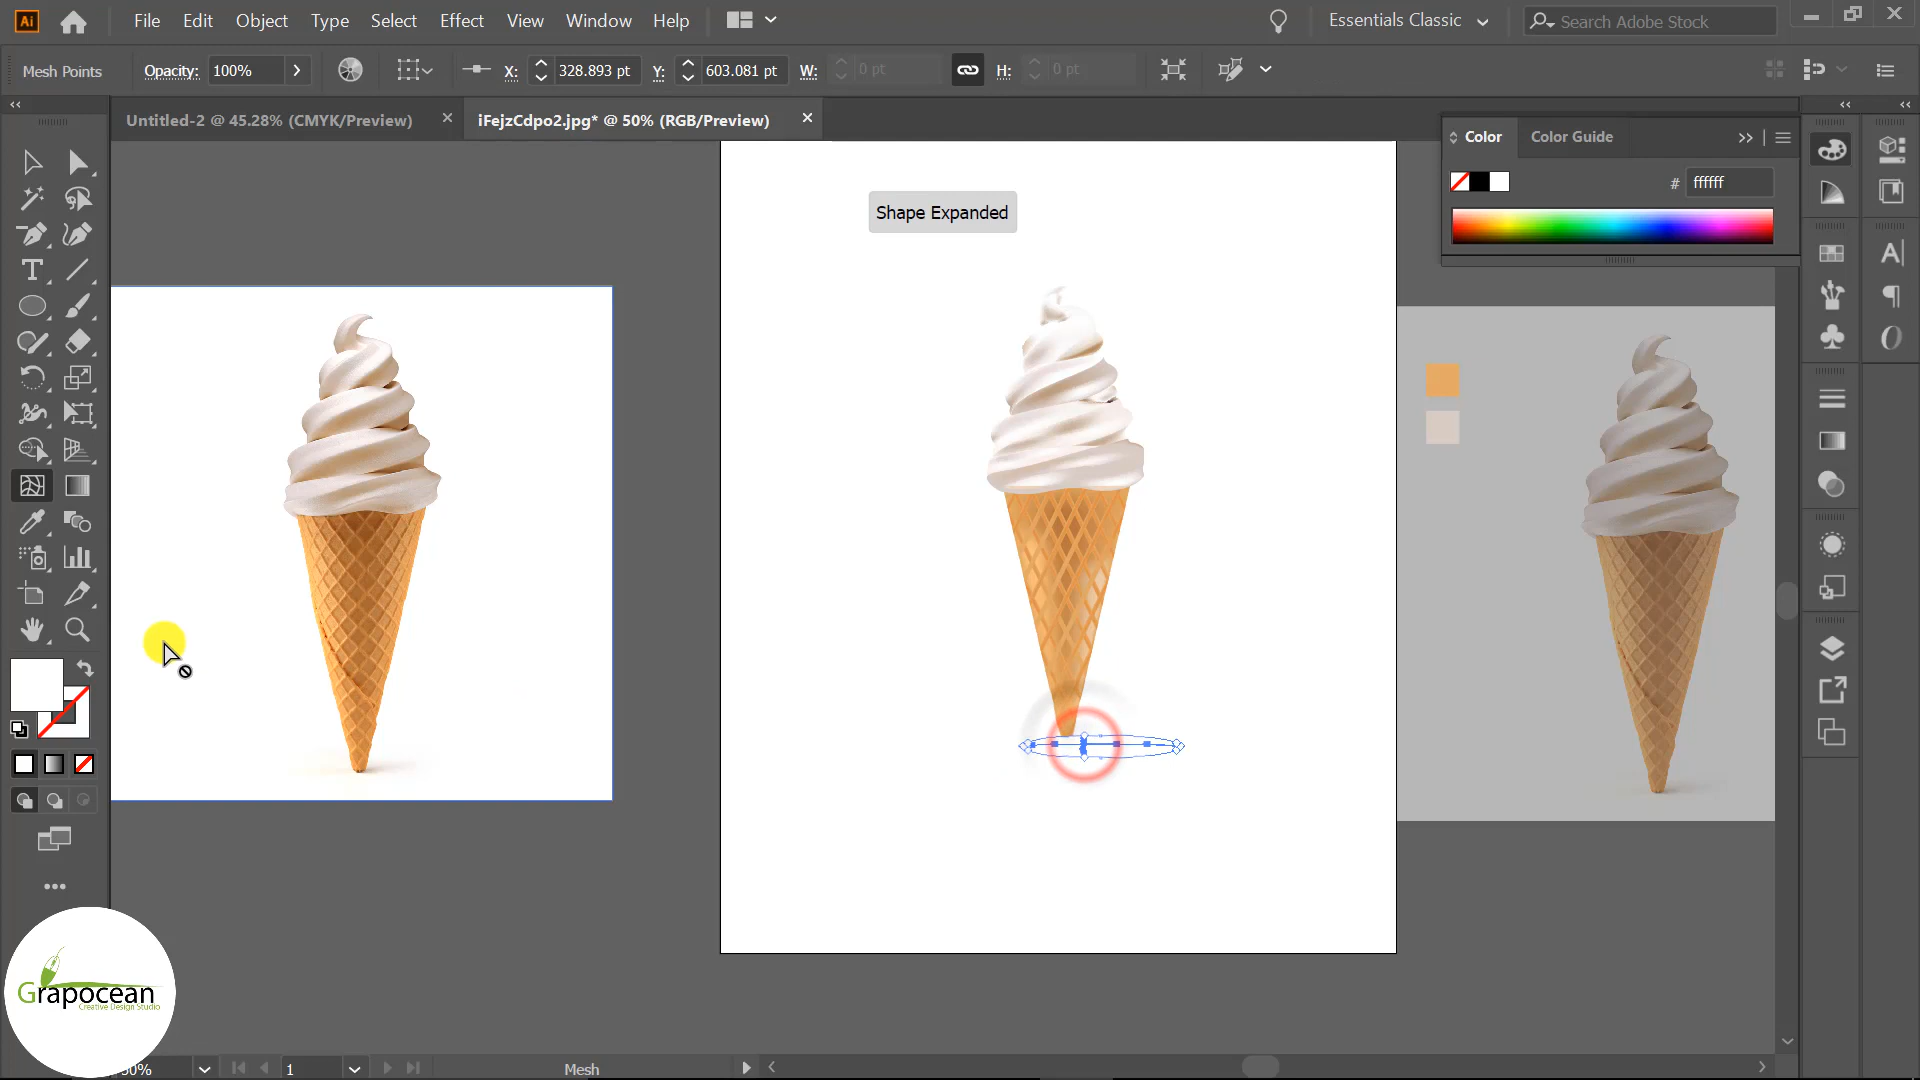 Ai File Edit Object Type Select Effect View Window Help Essentials Classic Search Adobe Stock
Mesh Points Opacity: 100% X: 328.893 pt Y: 603.081 pt W: 0 pt H: 0 pt
Untitled-2 @ 45.28% (CMYK/Preview) iFejzCdpo2.jpg* @ 50% (RGB/Preview)
Color Color Guide
# ffffff
Shape Expanded
Grapocean
Creative Design Studio
50% 1 Mesh